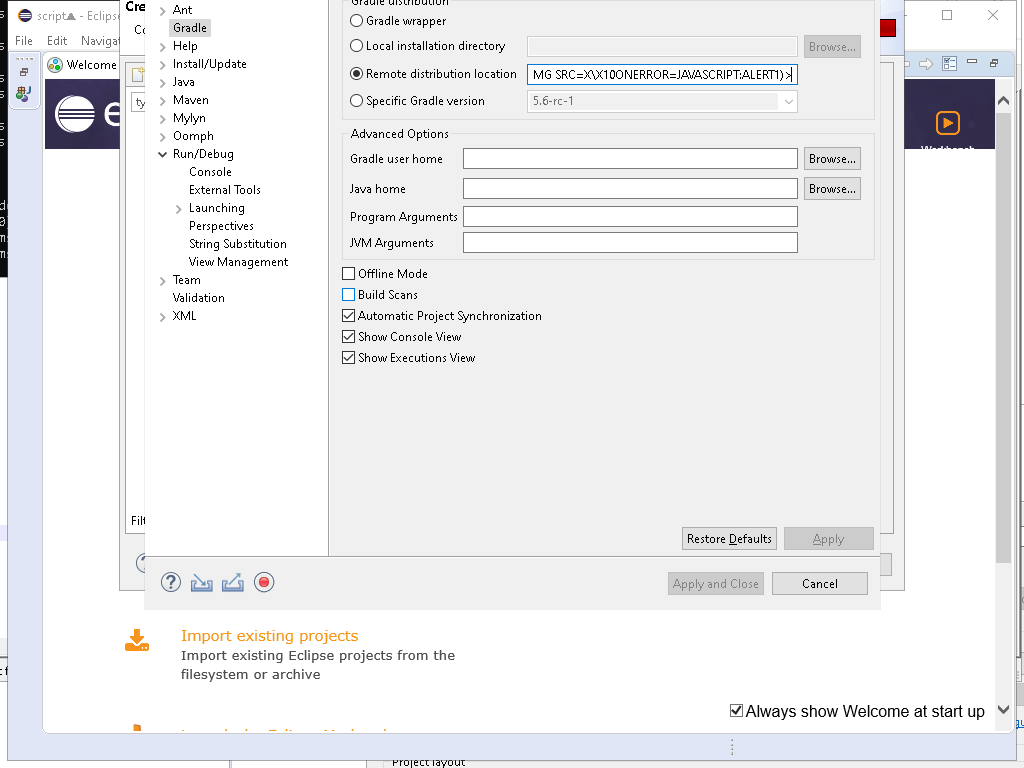 script▲ - Eclipse
Cre
File Edit Navigat
Co
Welcome
ty
Filt
Ant
Gradle
Help
Install/Update
Java
Maven
Mylyn
Oomph
Run/Debug
Console
External Tools
Launching
Perspectives
String Substitution
View Management
Team
Validation
XML
Gradle distribution
Gradle wrapper
Local installation directory
Browse...
Remote distribution location
MG SRC=X\X10ONERROR=JAVASCRIPT:ALERT1)>
Specific Gradle version
5.6-rc-1
Advanced Options
Gradle user home
Browse...
Java home
Browse...
Program Arguments
JVM Arguments
Offline Mode
Build Scans
Automatic Project Synchronization
Show Console View
Show Executions View
Restore Defaults
Apply
Apply and Close
Cancel
Import existing projects
Import existing Eclipse projects from the
filesystem or archive
Always show Welcome at start up
Project layout